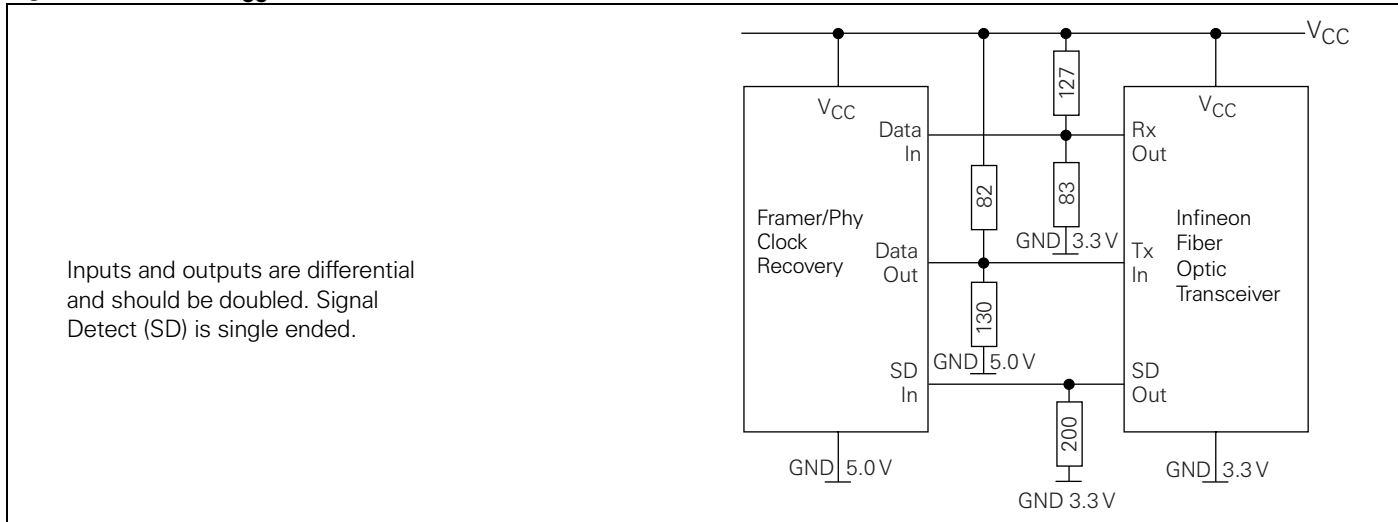 Inputs and outputs are differential
and should be doubled. Signal
Detect (SD) is single ended.
VCC
VCC
VCC
127
Data
In
Rx
Out
82
83
Framer/Phy
Clock
Recovery
GND 3.3 V
Infineon
Fiber
Optic
Transceiver
Data
Out
Tx
In
130
GND 5.0 V
SD
In
SD
Out
200
GND 5.0 V
GND 3.3 V
GND 3.3 V